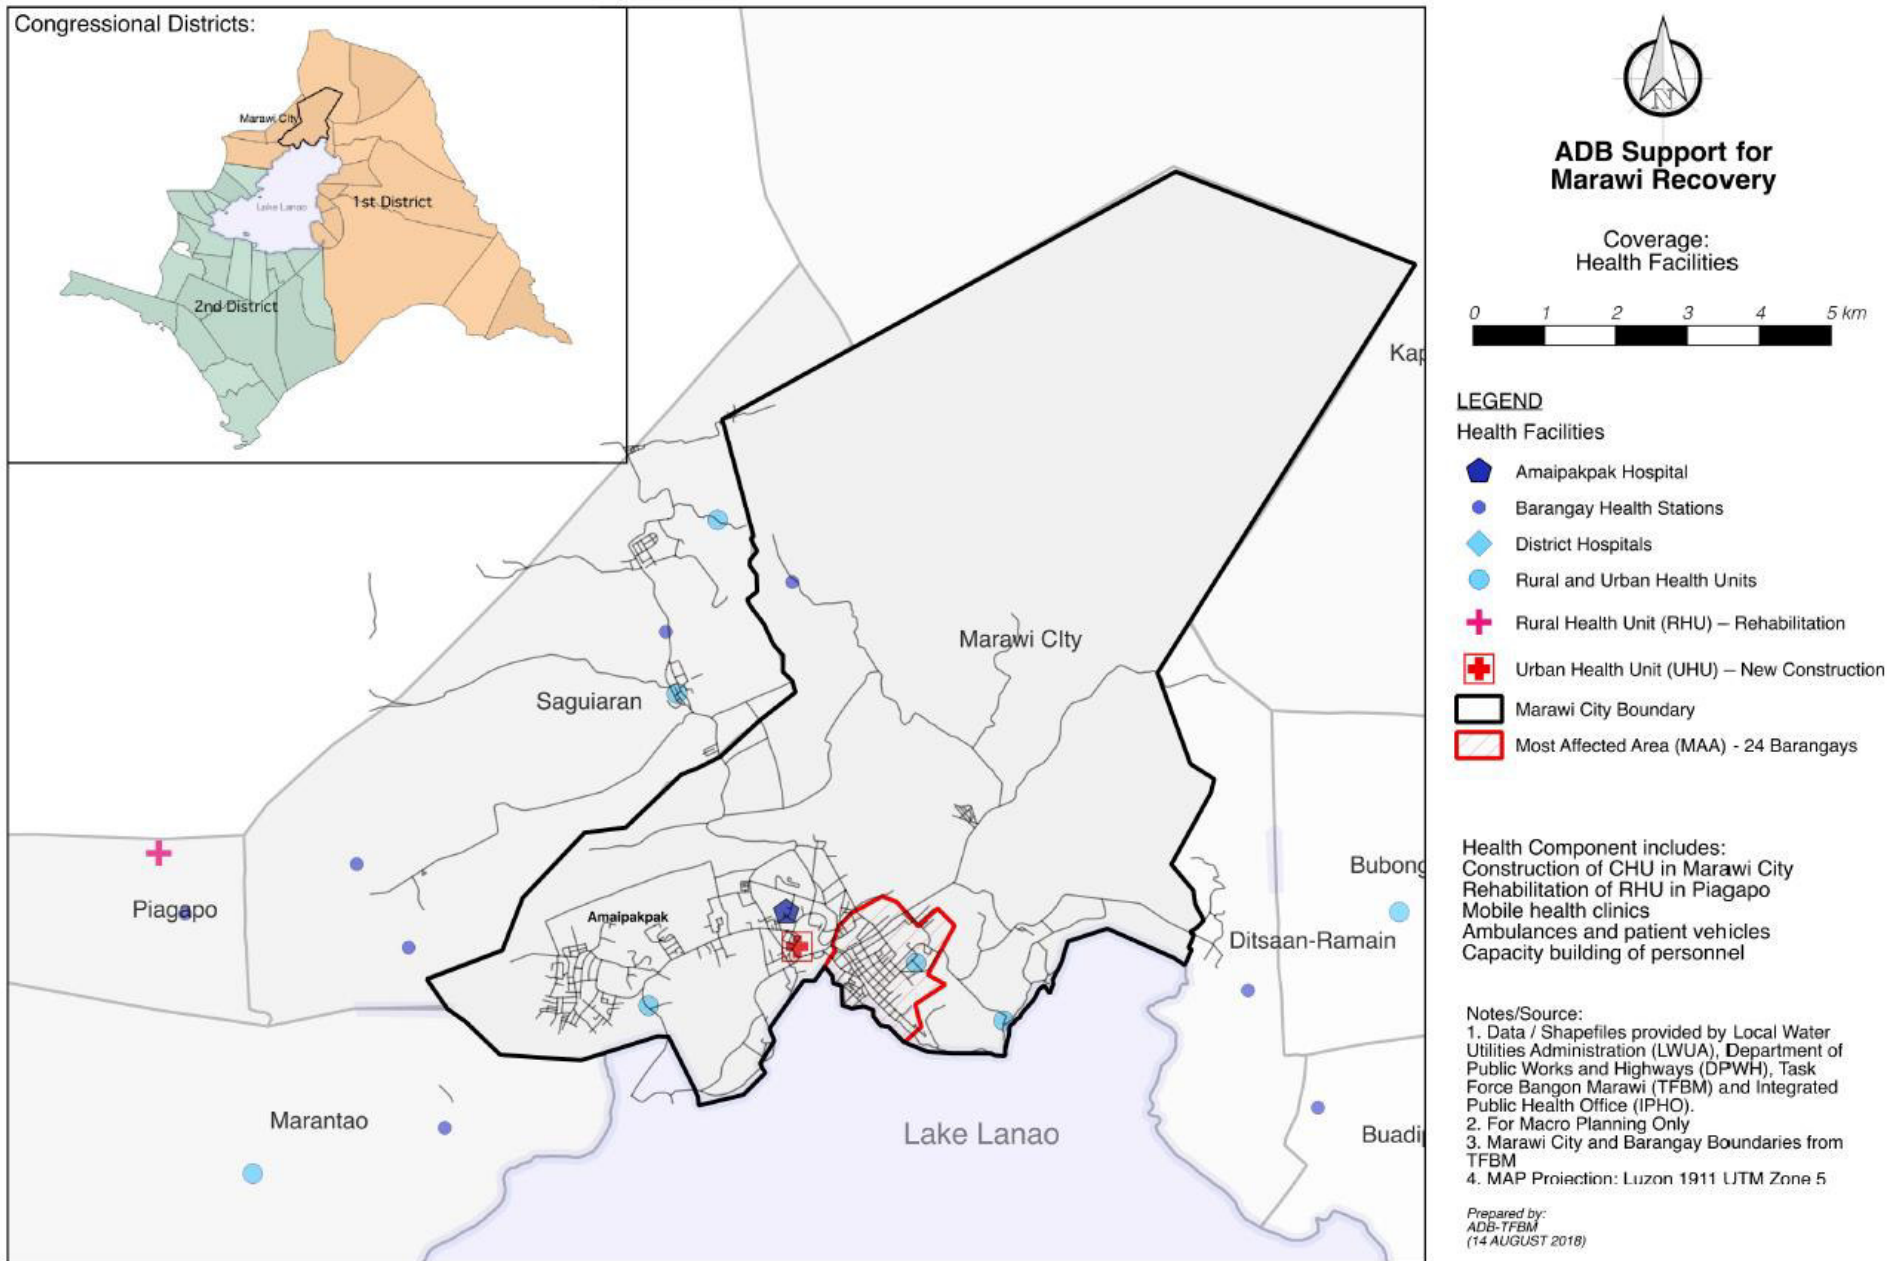 Congressional Districts:
Marawi City
Lake Lanao
1st District
2nd District
Kap
Marawi CIty
Saguiaran
Piagapo
Amaipakpak
Bubong
Ditsaan-Ramain
Marantao
Lake Lanao
Buadi
N
ADB Support for
Marawi Recovery
Coverage:
Health Facilities
0 1 2 3 4 5 km
LEGEND
Health Facilities
Amaipakpak Hospital
Barangay Health Stations
District Hospitals
Rural and Urban Health Units
Rural Health Unit (RHU) – Rehabilitation
Urban Health Unit (UHU) – New Construction
Marawi City Boundary
Most Affected Area (MAA) - 24 Barangays
Health Component includes:
Construction of CHU in Marawi City
Rehabilitation of RHU in Piagapo
Mobile health clinics
Ambulances and patient vehicles
Capacity building of personnel
Notes/Source:
1. Data / Shapefiles provided by Local Water
Utilities Administration (LWUA), Department of
Public Works and Highways (DPWH), Task
Force Bangon Marawi (TFBM) and Integrated
Public Health Office (IPHO).
2. For Macro Planning Only
3. Marawi City and Barangay Boundaries from
TFBM
4. MAP Projection: Luzon 1911 UTM Zone 5
Prepared by:
ADB-TFBM
(14 AUGUST 2018)